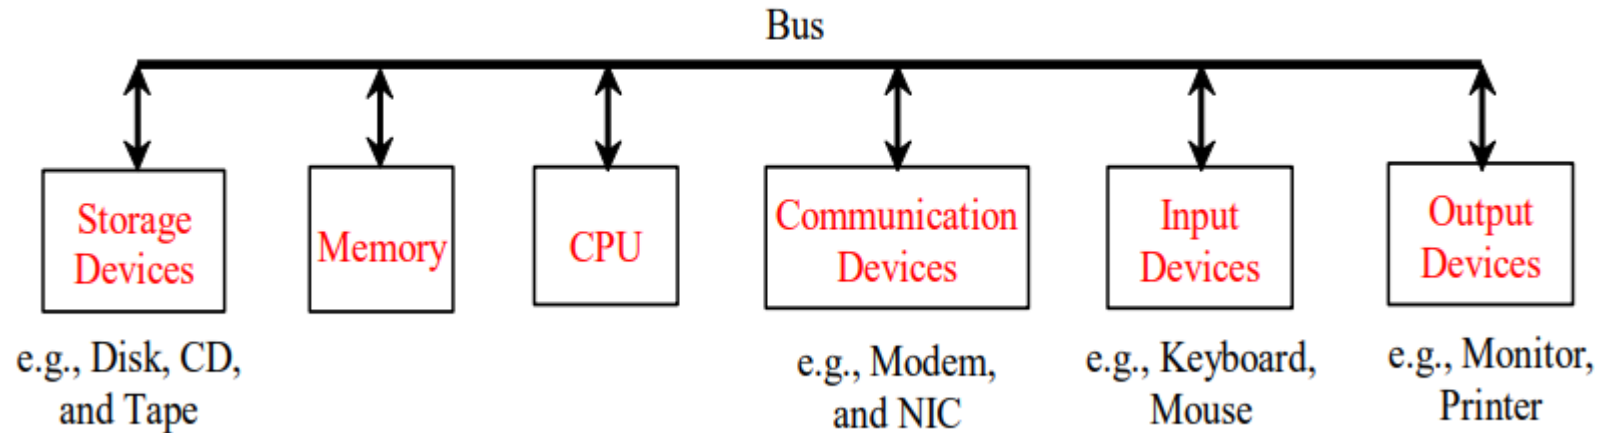 Bus
Storage
Devices
Memory
CPU
Communication
Devices
Input
Devices
Output
Devices
e.g., Disk, CD,
and Tape
e.g., Modem,
and NIC
e.g., Keyboard,
Mouse
e.g., Monitor,
Printer